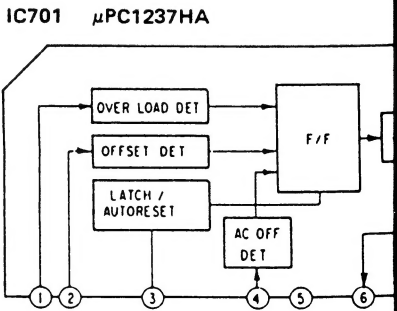 IC701 μPC1237HA
OVER LOAD DET
OFFSET DET
F/F
LATCH /
AUTORESET
AC OFF
DET
1 2 3 4 5 6